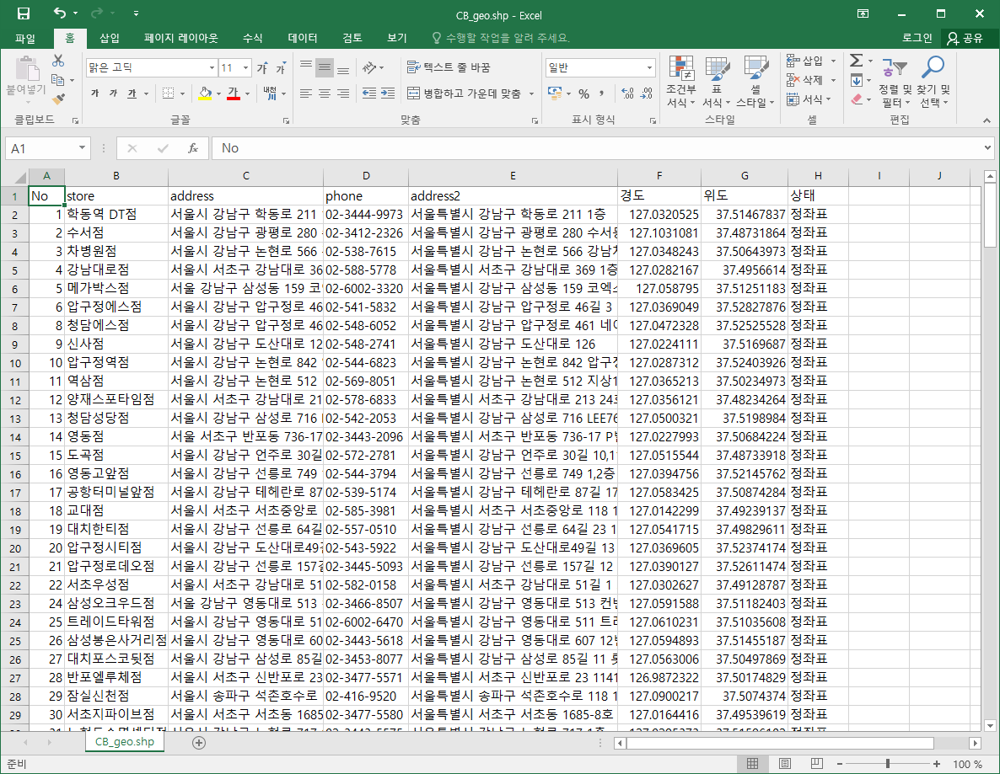 CB_geo.shp - Excel
파일 홈 삽입 페이지 레이아웃 수식 데이터 검토 보기 수행할 작업을 알려 주세요. 로그인 공유
붙여넣기
클립보드
맑은 고딕 11
가 가 가 가 가 내천
글꼴
텍스트 줄 바꿈
병합하고 가운데 맞춤
맞춤
일반
% ,
표시 형식
조건부 서식
표 서식
셀 스타일
스타일
삽입
삭제
서식
셀
정렬 및 필터
찾기 및 선택
편집
A1 fx No
A B C D E F G H I J
1 No store address phone address2 경도 위도 상태
2 1 학동역 DT점 서울시 강남구 학동로 211 02-3444-9973 서울특별시 강남구 학동로 211 1층 127.0320525 37.51467837 정좌표
3 2 수서점 서울시 강남구 광평로 280 02-3412-2326 서울특별시 강남구 광평로 280 수서 127.1031081 37.48731864 정좌표
4 3 차병원점 서울시 강남구 논현로 566 02-538-7615 서울특별시 강남구 논현로 566 강남 127.0348243 37.50643973 정좌표
5 4 강남대로점 서울시 서초구 강남대로 36 02-588-5778 서울특별시 서초구 강남대로 369 1층 127.0282167 37.4956614 정좌표
6 5 메가박스점 서울 강남구 삼성동 159 코 02-6002-3320 서울특별시 강남구 삼성동 159 코엑 127.058795 37.51251183 정좌표
7 6 압구정에스점 서울시 강남구 압구정로 46 02-541-5832 서울특별시 강남구 압구정로 46길 3 127.0369049 37.52827876 정좌표
8 8 청담에스점 서울시 강남구 압구정로 46 02-548-6052 서울특별시 강남구 압구정로 461 네 127.0472328 37.52525528 정좌표
9 9 신사점 서울시 강남구 도산대로 12 02-548-2741 서울특별시 강남구 도산대로 126 127.0224111 37.5169687 정좌표
10 10 압구정역점 서울시 강남구 논현로 842 02-544-6823 서울특별시 강남구 논현로 842 압구 127.0287312 37.52403926 정좌표
11 11 역삼점 서울시 강남구 논현로 512 02-569-8051 서울특별시 강남구 논현로 512 지상1 127.0365213 37.50234973 정좌표
12 12 양재스포타임점 서울시 서초구 강남대로 21 02-578-6833 서울특별시 서초구 강남대로 213 24 127.0356121 37.48234264 정좌표
13 13 청담성당점 서울시 강남구 삼성로 716 02-542-2053 서울특별시 강남구 삼성로 716 LEE76 127.0500321 37.5198984 정좌표
14 14 영동점 서울 서초구 반포동 736-17 02-3443-2096 서울특별시 서초구 반포동 736-17 P 127.0227993 37.50684224 정좌표
15 15 도곡점 서울시 강남구 언주로 30길 02-572-2781 서울특별시 강남구 언주로 30길 10,1 127.0515544 37.48733918 정좌표
16 16 영동고앞점 서울시 강남구 선릉로 749 02-544-3794 서울특별시 강남구 선릉로 749 1,2층 127.0394756 37.52145762 정좌표
17 17 공항터미널앞점 서울시 강남구 테헤란로 87 02-539-5174 서울특별시 강남구 테헤란로 87길 17 127.0583425 37.50874284 정좌표
18 18 교대점 서울시 서초구 서초중앙로 02-585-3981 서울특별시 서초구 서초중앙로 118 1 127.0142299 37.49239137 정좌표
19 19 대치한티점 서울시 강남구 선릉로 64길 02-557-0510 서울특별시 강남구 선릉로 64길 23 1 127.0541715 37.49829611 정좌표
20 20 압구정시티점 서울시 강남구 도산대로49 02-543-5922 서울특별시 강남구 도산대로49길 13 127.0369605 37.52374174 정좌표
21 21 압구정로데오점 서울시 강남구 선릉로 157길 02-3445-5093 서울특별시 강남구 선릉로 157길 12 127.0390127 37.52611474 정좌표
22 22 서초우성점 서울시 서초구 강남대로 51 02-582-0158 서울특별시 서초구 강남대로 51길 1 127.0302627 37.49128787 정좌표
23 24 삼성오크우드점 서울 강남구 영동대로 513 02-3466-8507 서울특별시 강남구 영동대로 513 컨 127.0591588 37.51182403 정좌표
24 25 트레이드타워점 서울시 강남구 영동대로 51 02-6002-6470 서울특별시 강남구 영동대로 511 트 127.0610231 37.51035608 정좌표
25 26 삼성봉은사거리점 서울시 강남구 영동대로 60 02-3443-5618 서울특별시 강남구 영동대로 607 12 127.0594893 37.51455187 정좌표
26 27 대치포스코뒷점 서울시 강남구 삼성로 85길 02-3453-8077 서울특별시 강남구 삼성로 85길 11 127.0563006 37.50497869 정좌표
27 28 반포엘루체점 서울시 서초구 신반포로 23 02-3477-5571 서울특별시 서초구 신반포로 23 1141 126.9872322 37.50174829 정좌표
28 29 잠실신천점 서울시 송파구 석촌호수로 02-416-9520 서울특별시 송파구 석촌호수로 118 1 127.0900217 37.5074374 정좌표
29 30 서초지파이브점 서울시 서초구 서초동 1685 02-3477-5580 서울특별시 서초구 서초동 1685-8호 127.0164416 37.49539619 정좌표
CB_geo.shp
준비 100 %